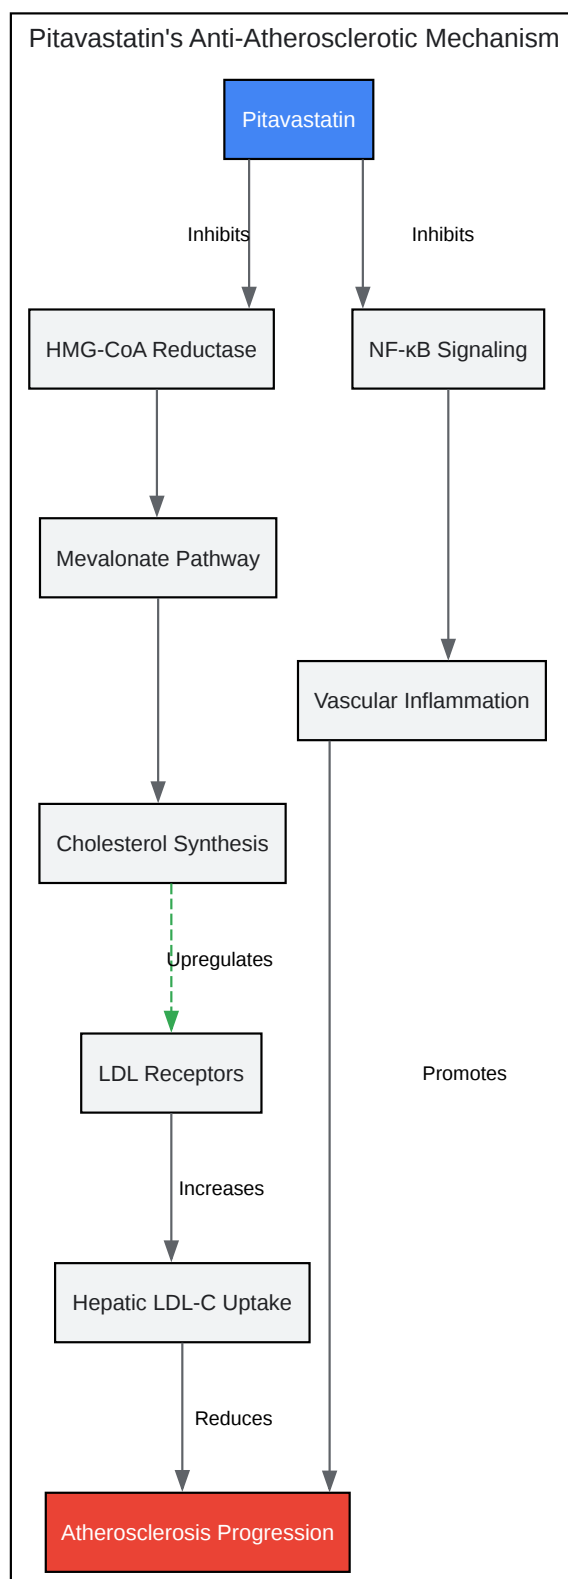 Pitavastatin's Anti-Atherosclerotic Mechanism
Pitavastatin
Inhibits
Inhibits
HMG-CoA Reductase
NF-κB Signaling
Mevalonate Pathway
Vascular Inflammation
Cholesterol Synthesis
Upregulates
LDL Receptors
Promotes
Increases
Hepatic LDL-C Uptake
Reduces
Atherosclerosis Progression